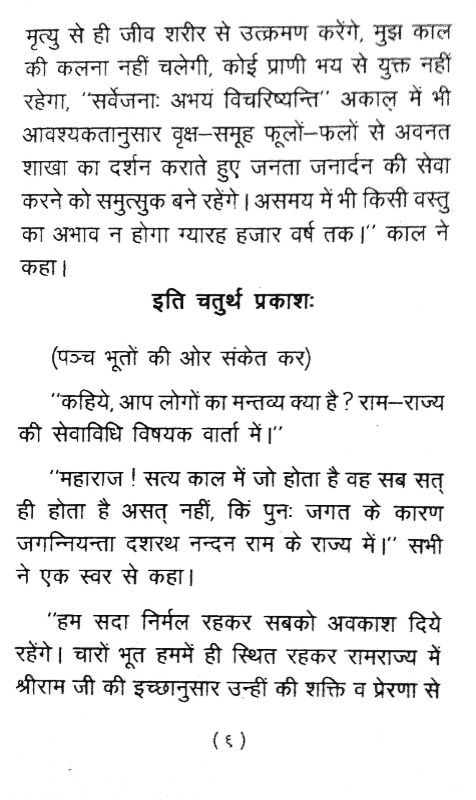 मृत्यु से ही जीव शरीर से उत्क्रमण करेंगे, मुझ काल
की कलना नहीं चलेगी, कोई प्राणी भय से युक्त नहीं
रहेगा, ‘‘सर्वेजनाः अभयं विचरिष्यन्ति’’ अकाल में भी
आवश्यकतानुसार वृक्ष–समूह फूलों–फलों से अवनत
शाखा का दर्शन कराते हुए जनता जनार्दन की सेवा
करने को समुत्सुक बने रहेंगे। असमय में भी किसी वस्तु
का अभाव न होगा ग्यारह हजार वर्ष तक।’’ काल ने
कहा।
इति चतुर्थ प्रकाशः
(पञ्च भूतों की ओर संकेत कर)
‘‘कहिये, आप लोगों का मन्तव्य क्या है? राम–राज्य
की सेवाविधि विषयक वार्ता में।’’
‘‘महाराज ! सत्य काल में जो होता है वह सब सत्
ही होता है असत् नहीं, किं पुनः जगत के कारण
जगन्नियन्ता दशरथ नन्दन राम के राज्य में।’’ सभी
ने एक स्वर से कहा।
‘‘हम सदा निर्मल रहकर सबको अवकाश दिये
रहेंगे। चारों भूत हममें ही स्थित रहकर रामराज्य में
श्रीराम जी की इच्छानुसार उन्हीं की शक्ति व प्रेरणा से
(६)